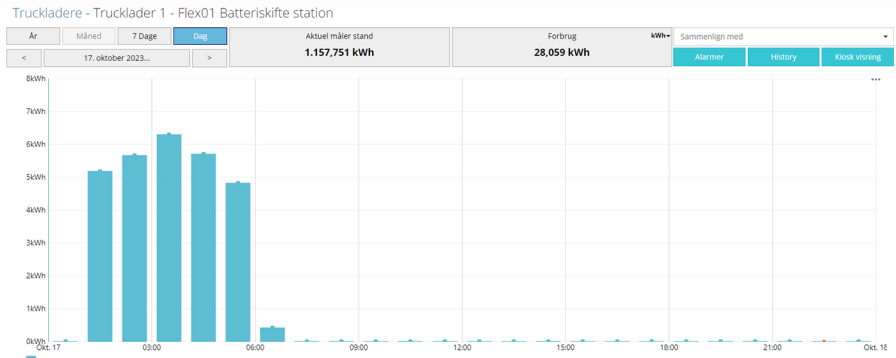 Truckladere - Trucklader 1 - Flex01 Batteriskifte station
År Måned 7 Dage Dag
< 17. oktober 2023... >
Aktuel måler stand
1.157,751 kWh
Forbrug
kWh
28,059 kWh
Sammenlign med
Alarmer History Kiosk visning
8kWh
7kWh
6kWh
5kWh
4kWh
3kWh
2kWh
1kWh
0kWh
Okt. 17 03:00 06:00 09:00 12:00 15:00 18:00 21:00 Okt. 18